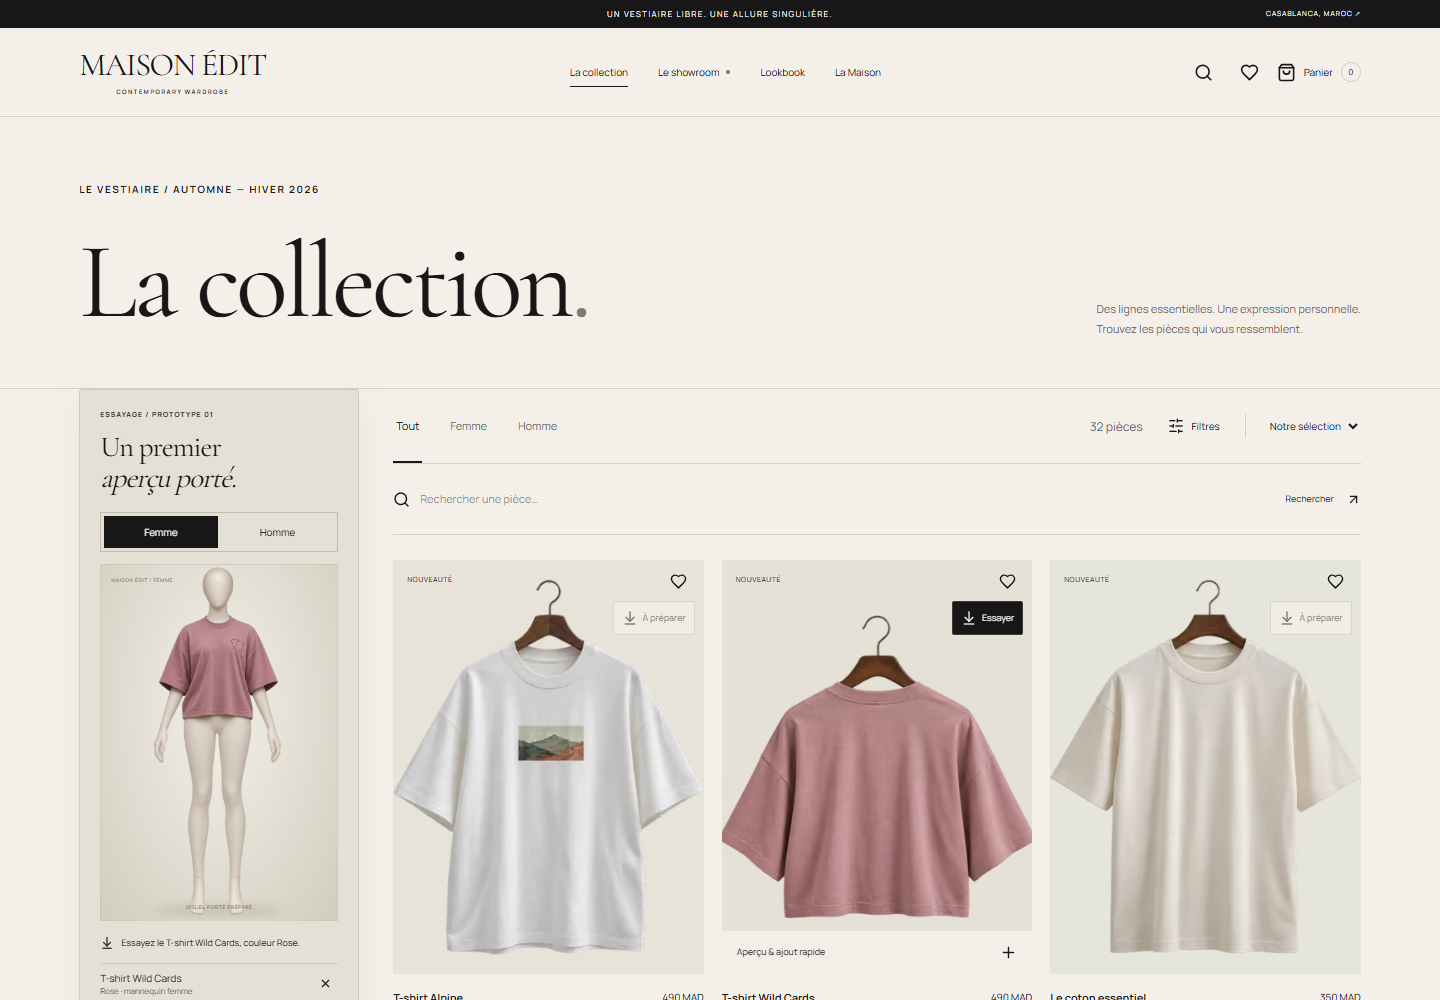 UN VESTIAIRE LIBRE. UNE ALLURE SINGULIÈRE.
CASABLANCA, MAROC ↗
MAISON ÉDIT
CONTEMPORARY WARDROBE
La collection
Le showroom
Lookbook
La Maison
Panier 0
LE VESTIAIRE / AUTOMNE — HIVER 2026
La collection.
Des lignes essentielles. Une expression personnelle.
Trouvez les pièces qui vous ressemblent.
ESSAYAGE / PROTOTYPE 01
Un premier
aperçu porté.
Femme
Homme
MAISON ÉDIT / FEMME
VISUEL PORTÉ PRÉPARÉ
Essayez le T-shirt Wild Cards, couleur Rose.
T-shirt Wild Cards
Rose · mannequin femme
Tout
Femme
Homme
32 pièces
Filtres
Notre sélection
Rechercher une pièce...
Rechercher
NOUVEAUTÉ
À préparer
T-shirt Alpine
490 MAD
NOUVEAUTÉ
Essayer
Aperçu & ajout rapide
T-shirt Wild Cards
490 MAD
NOUVEAUTÉ
À préparer
Le coton essentiel
350 MAD